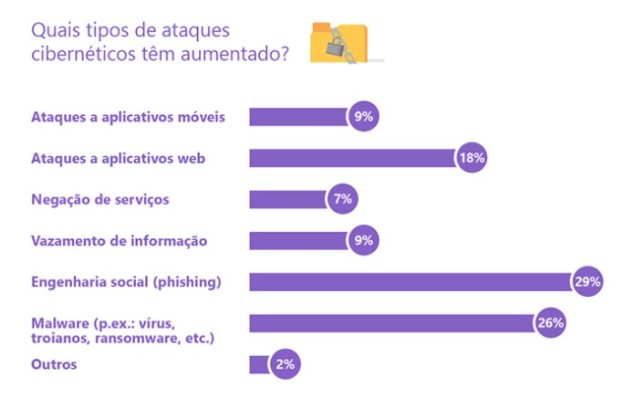 Quais tipos de ataques
cibernéticos têm aumentado?
Ataques a aplicativos móveis 9%
Ataques a aplicativos web 18%
Negação de serviços 7%
Vazamento de informação 9%
Engenharia social (phishing) 29%
Malware (p.ex.: vírus,
troianos, ransomware, etc.) 26%
Outros 2%